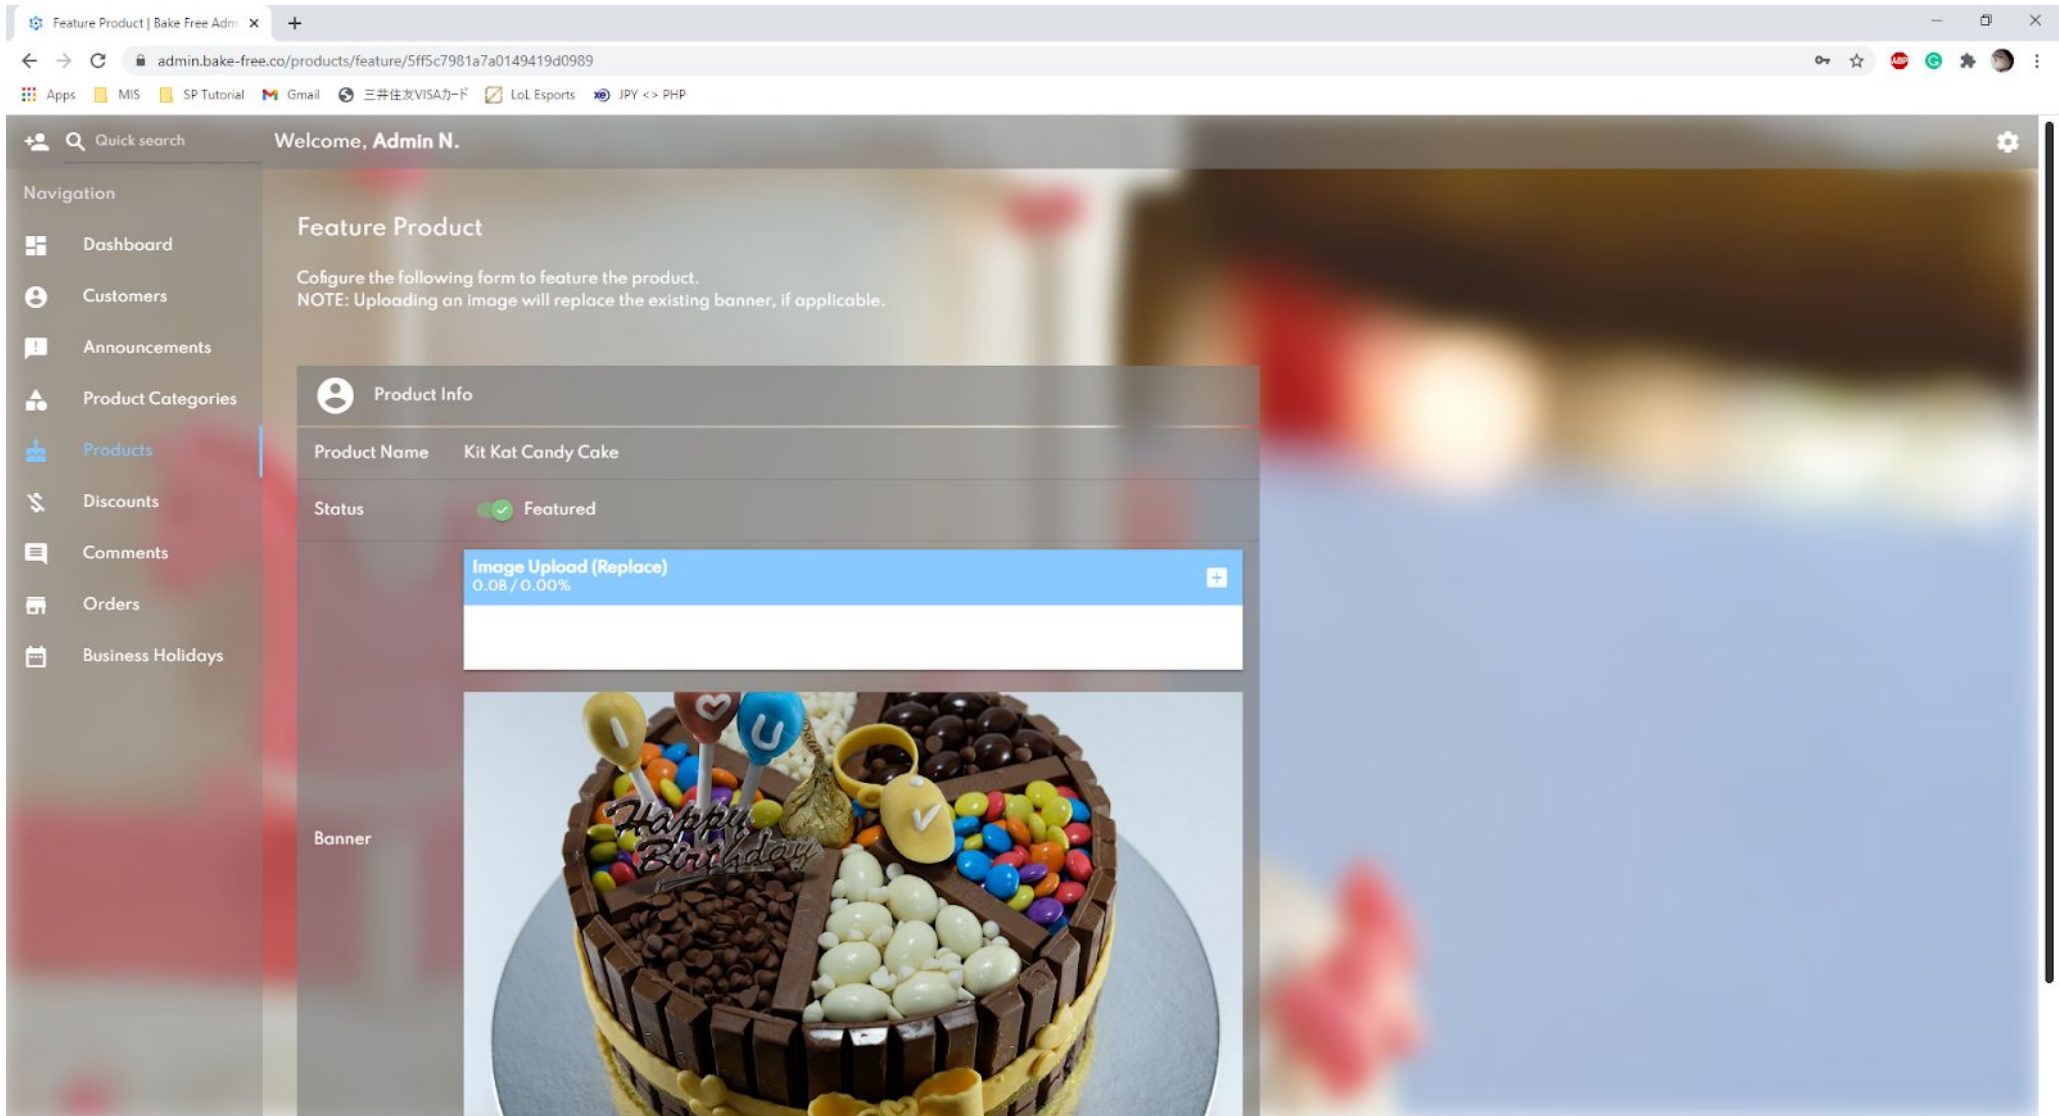 Feature Product | Bake Free Adm
admin.bake-free.co/products/feature/5ff5c7981a7a0149419d0989
ABP
Apps
MIS
SP Tutorial
Gmail
三井住友VISAカード
LoL Esports
xe
JPY <> PHP
Quick search
Welcome, Admin N.
Navigation
Dashboard
Customers
Announcements
Product Categories
Products
Discounts
Comments
Orders
Business Holidays
Feature Product
Cofigure the following form to feature the product.
NOTE: Uploading an image will replace the existing banner, if applicable.
Product Info
Product Name Kit Kat Candy Cake
Status Featured
Image Upload (Replace)
0.0B / 0.00%
Banner
I U
Happy
Birthday